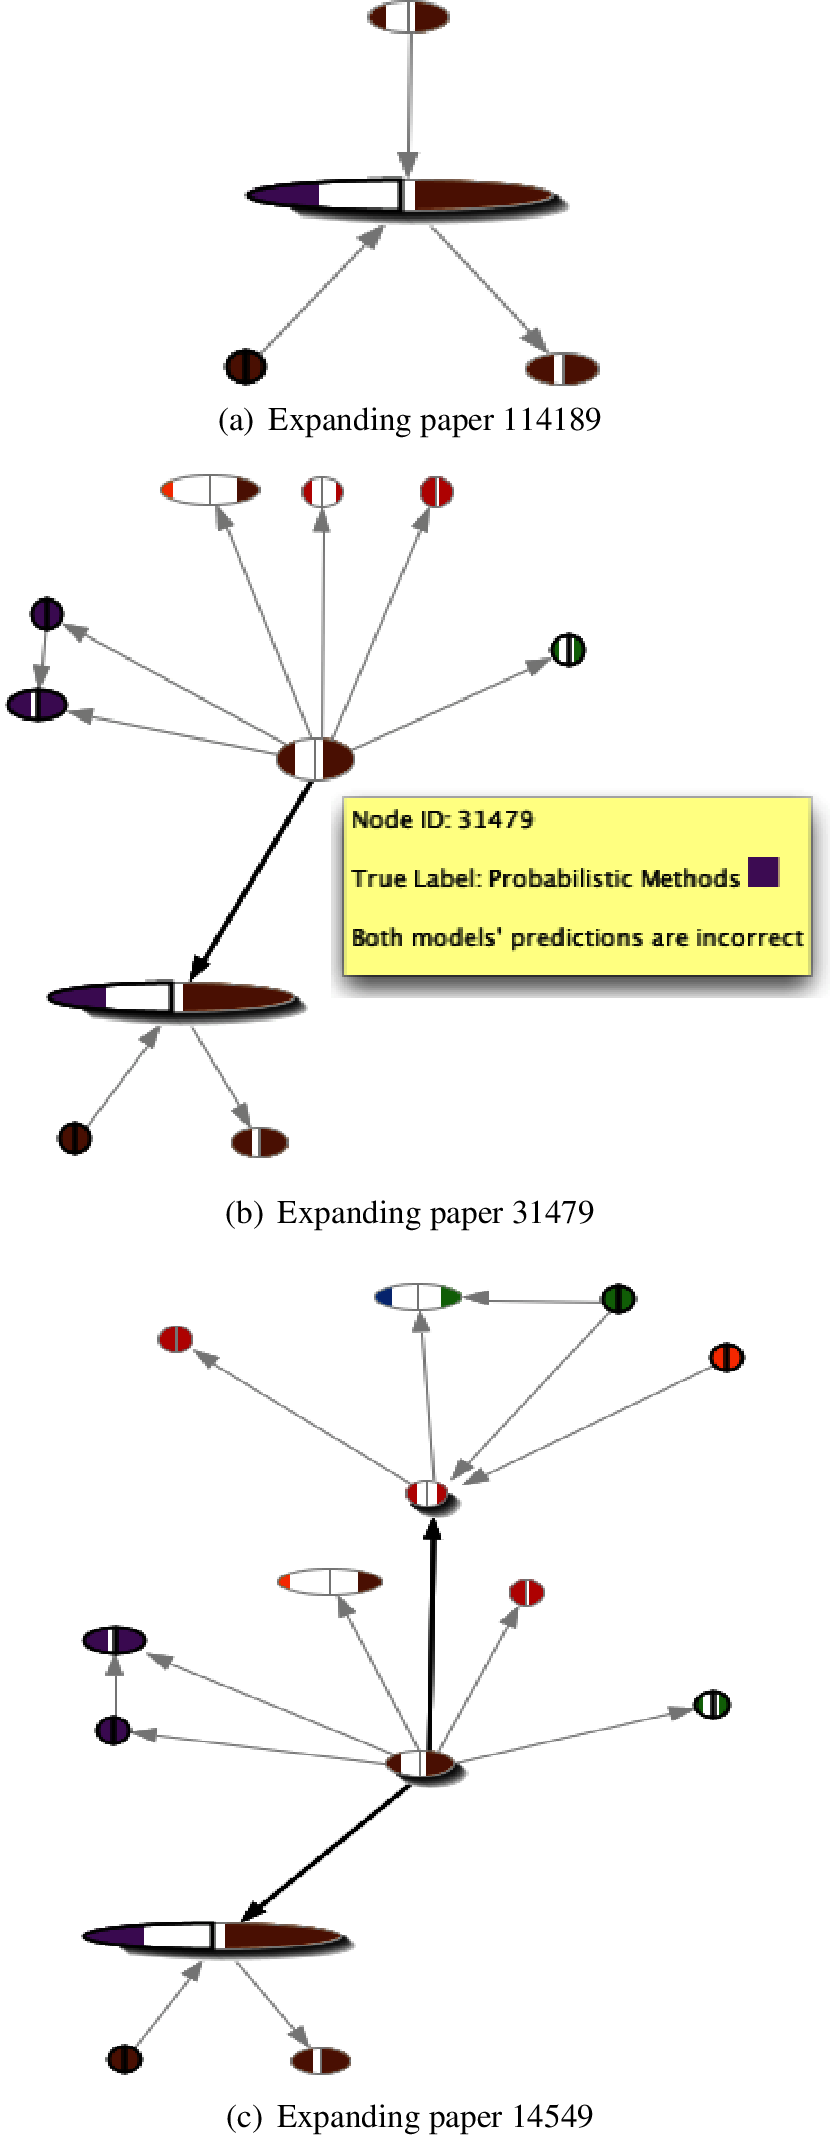 (a) Expanding paper 114189
Node ID: 31479
True Label: Probabilistic Methods
Both models' predictions are incorrect
(b) Expanding paper 31479
(c) Expanding paper 14549